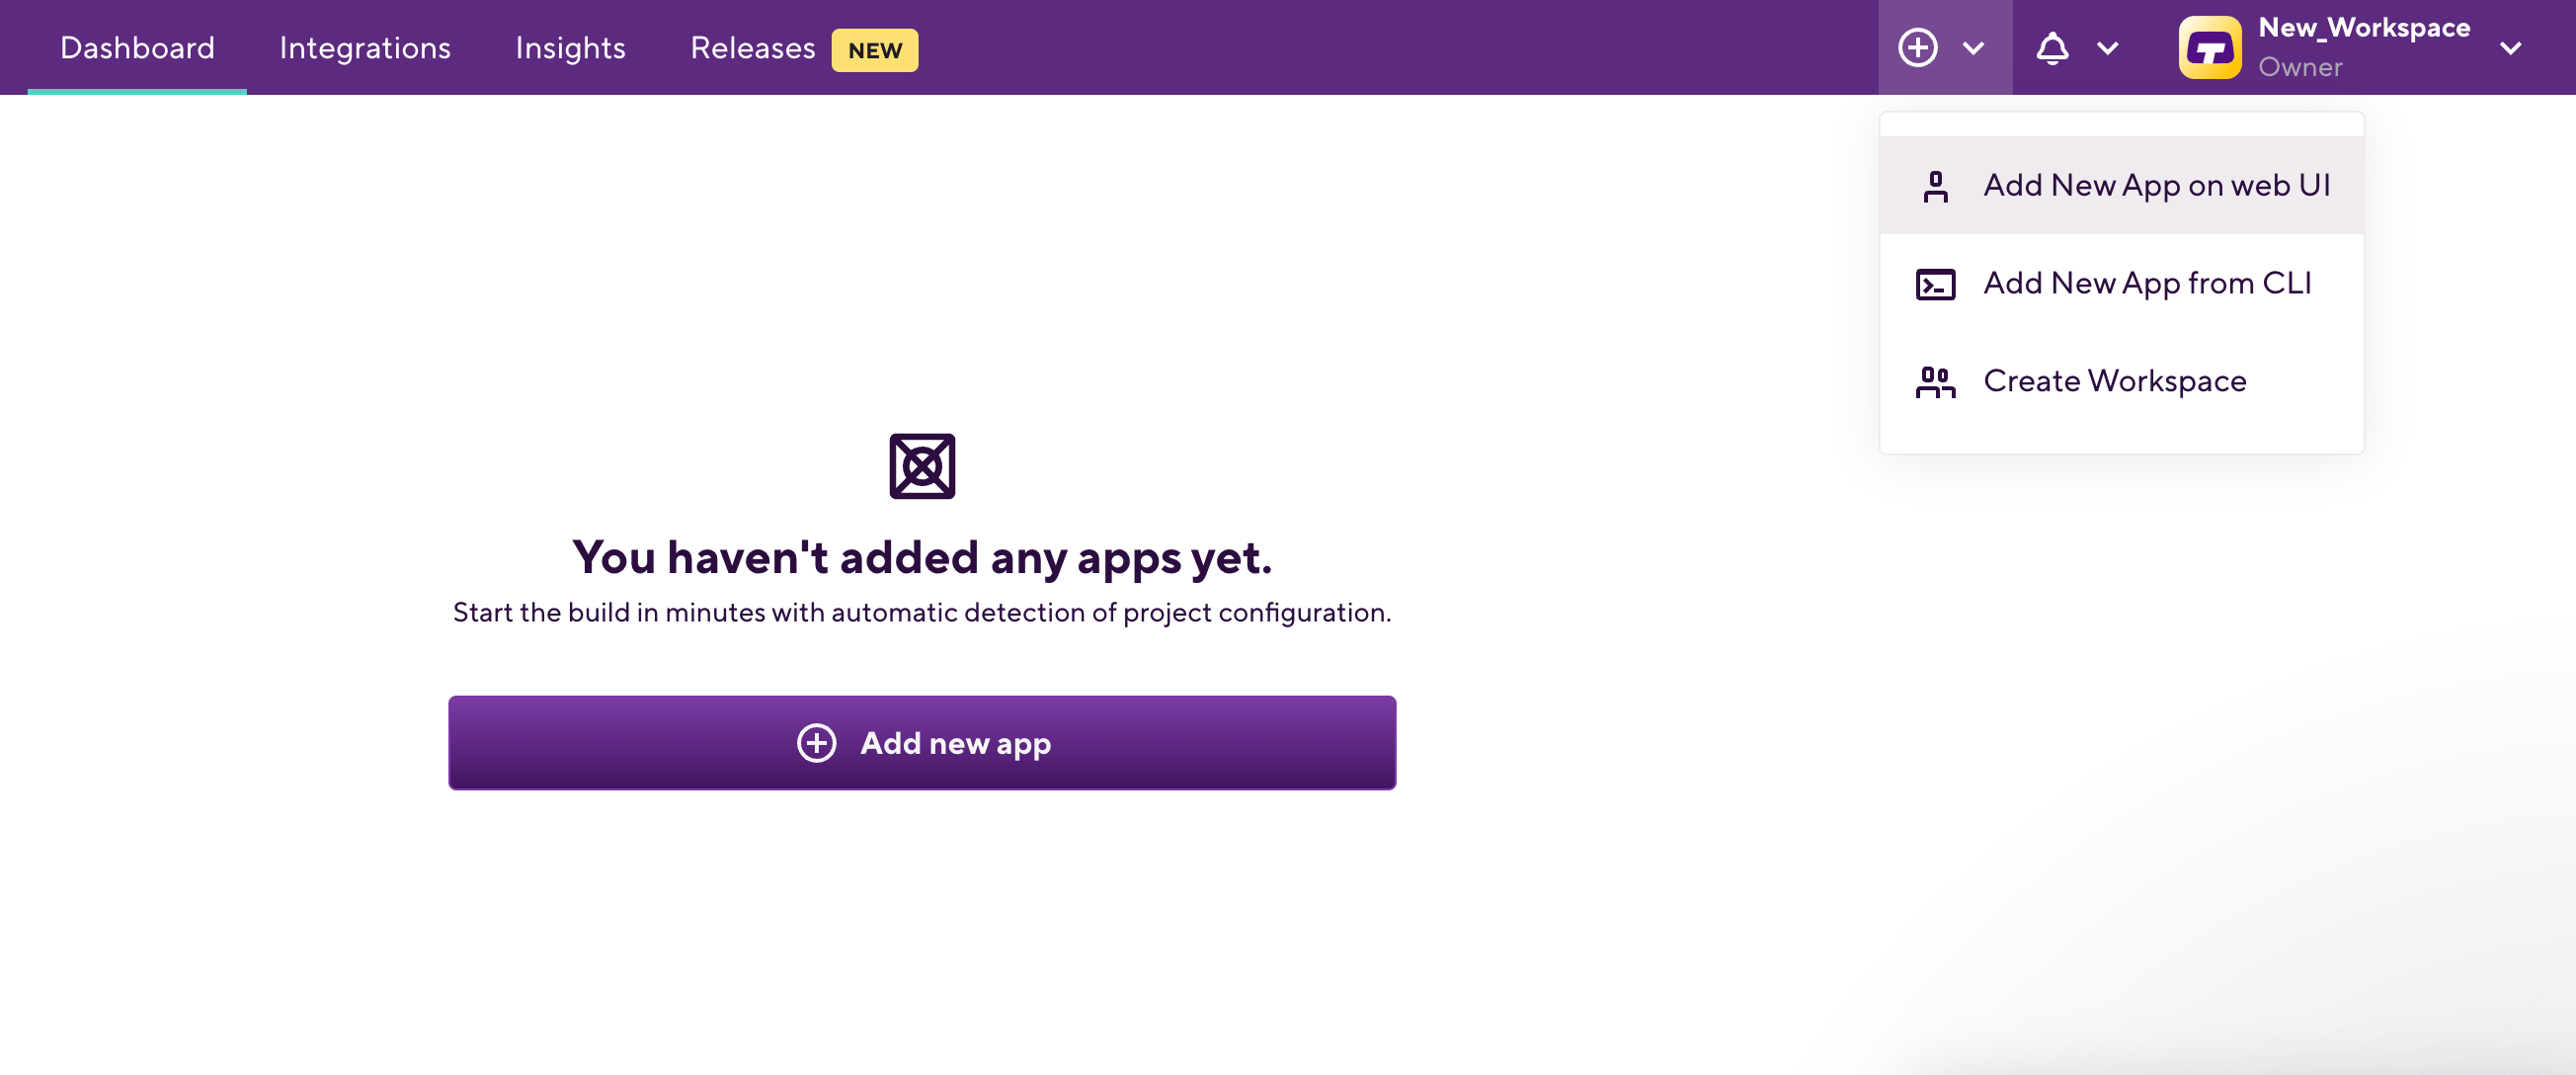 Dashboard
Integrations
Insights
Releases
NEW
New_Workspace
Owner
Add New App on web UI
Add New App from CLI
Create Workspace
You haven't added any apps yet.
Start the build in minutes with automatic detection of project configuration.
Add new app